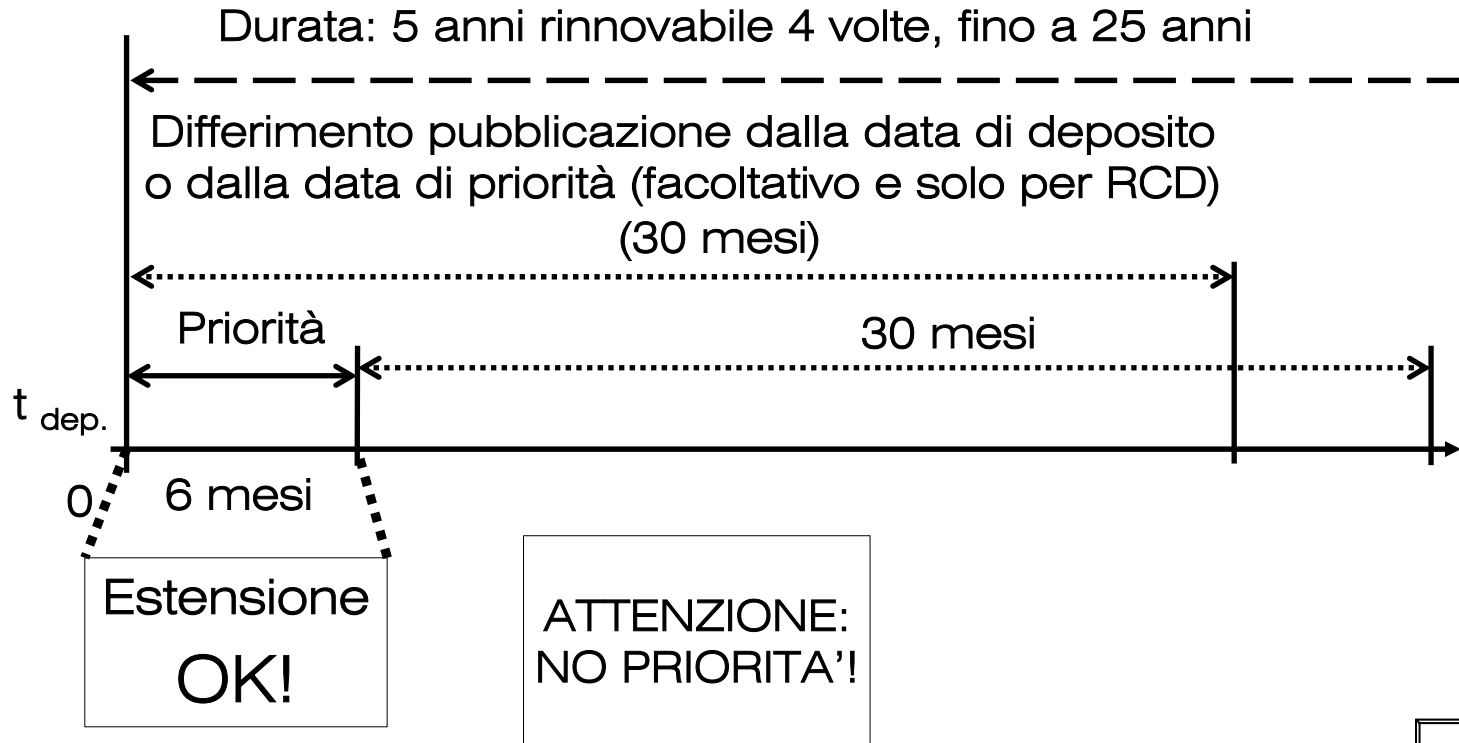 Durata: 5 anni rinnovabile 4 volte, fino a 25 anni
Differimento pubblicazione dalla data di deposito
o dalla data di priorità (facoltativo e solo per RCD)
(30 mesi)
Priorità
30 mesi
t dep.
0
6 mesi
Estensione
OK!
ATTENZIONE:
NO PRIORITA'!